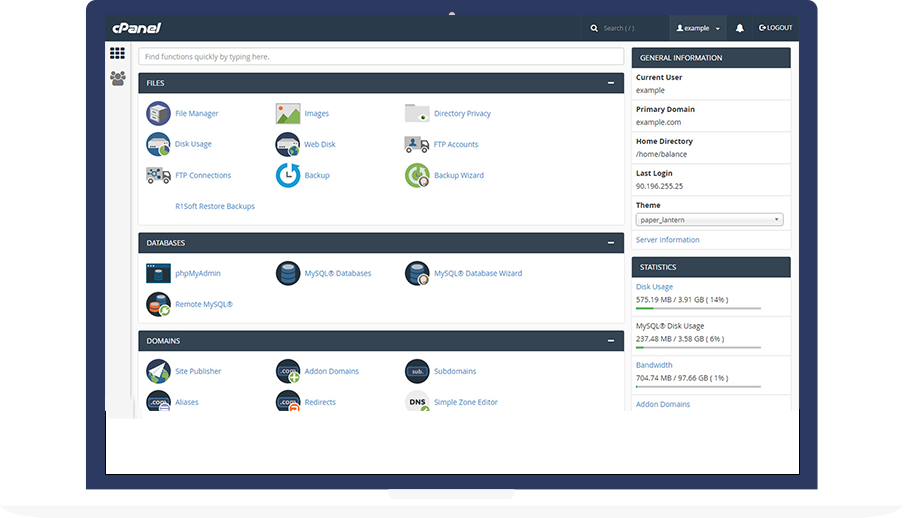 cPanel
Search ( / )
example
LOGOUT
Find functions quickly by typing here.
FILES
File Manager
Images
Directory Privacy
Disk Usage
Web Disk
FTP Accounts
FTP Connections
Backup
Backup Wizard
R1Soft Restore Backups
DATABASES
phpMyAdmin
MySQL® Databases
MySQL® Database Wizard
Remote MySQL®
DOMAINS
Site Publisher
.com
Addon Domains
sub.
Subdomains
.com
Aliases
.com
Redirects
DNS
Simple Zone Editor
GENERAL INFORMATION
Current User
example
Primary Domain
example.com
Home Directory
/home/balance
Last Login
90.196.255.25
Theme
paper_lantern
Server Information
STATISTICS
Disk Usage
575.19 MB / 3.91 GB ( 14% )
MySQL® Disk Usage
237.48 MB / 3.58 GB ( 6% )
Bandwidth
704.74 MB / 97.66 GB ( 1% )
Addon Domains